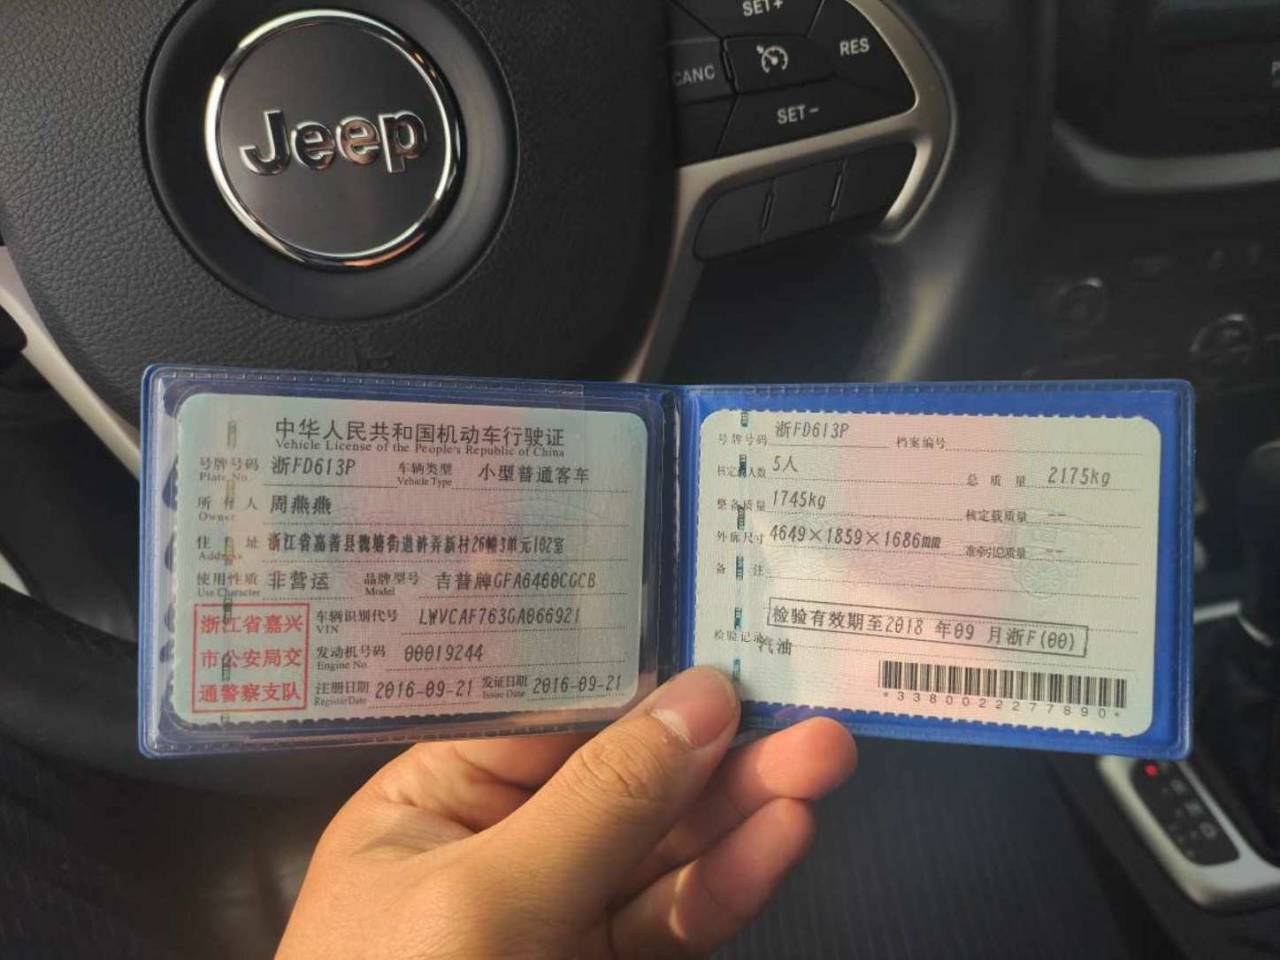 SET+
RES
CANC
SET-
Jeep
中华人民共和国机动车行驶证
Vehicle License of the People's Republic of China
号牌号码 浙FD613P 车辆类型 小型普通客车
Plate No. Vehicle Type
所有人 周燕燕
Owner
住址 浙江省嘉善县魏塘街道 新村26幢3单元102室
Address
使用性质 非营运 品牌型号 吉普牌GFA6460CGCB
Use Character Model
浙江省嘉兴
市公安局交
通警察支队
车辆识别代号 LWVCAF763GA066921
VIN
发动机号码 00019244
Engine No.
注册日期 2016-09-21 发证日期 2016-09-21
Register Date Issue Date
号牌号码 浙FD613P 档案编号
核定载人数 5人 总质量 2175kg
整备质量 1745kg 核定载质量 --
外廓尺寸 4649×1859×1686mm 准牵引总质量 --
备注
检验有效期至2018 年09 月浙F(00)
检验记录 汽油
*3380022277890*